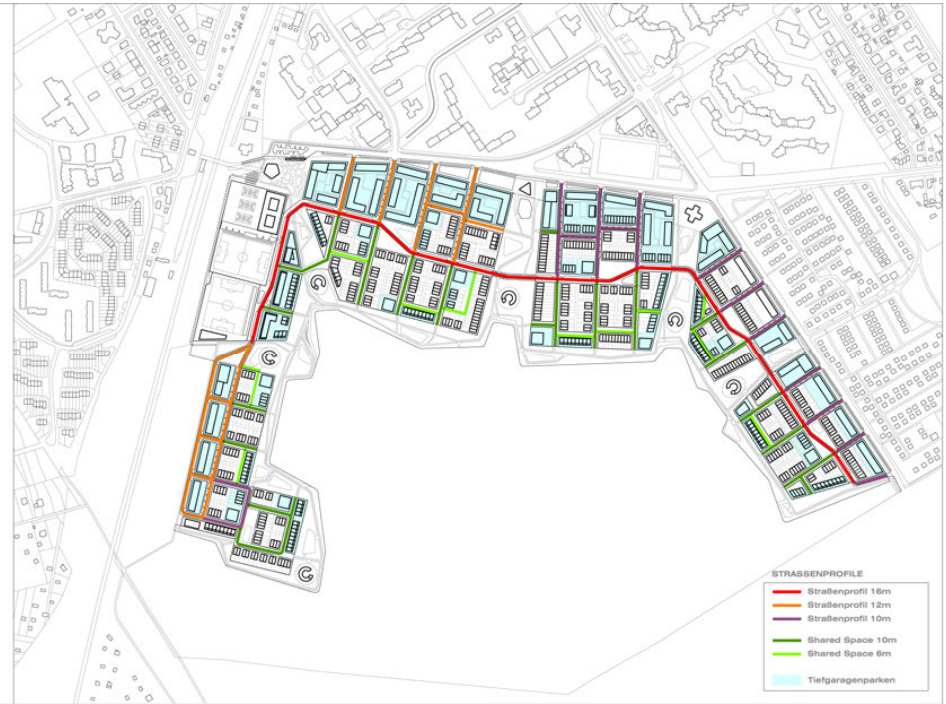 STRASSENPROFILE
Straßenprofil 16m
Straßenprofil 12m
Straßenprofil 10m
Shared Space 10m
Shared Space 6m
Tiefgaragenparken